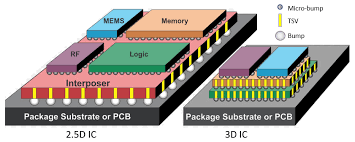 Micro-bump
TSV
Bump
MEMS
Memory
RF
Logic
Interposer
Package Substrate or PCB
2.5D IC
Package Substrate or PCB
3D IC